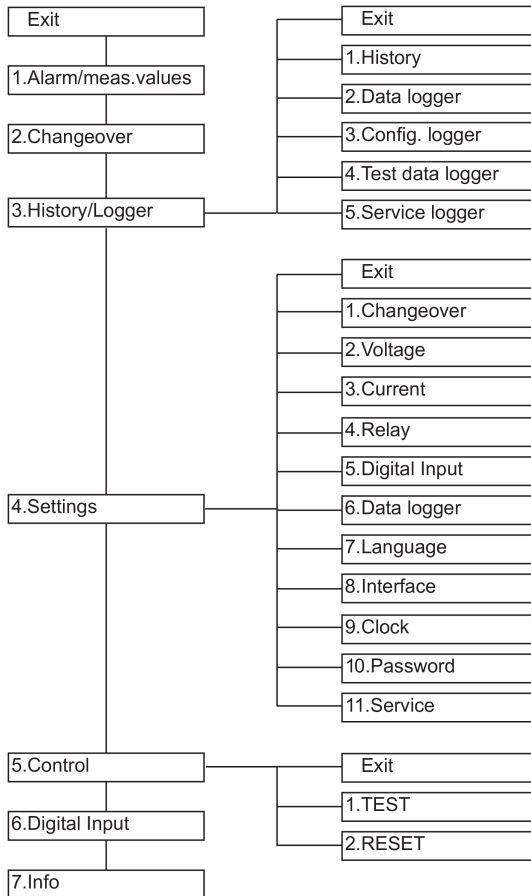 Exit
1.Alarm/meas.values
2.Changeover
3.History/Logger
Exit
1.History
2.Data logger
3.Config. logger
4.Test data logger
5.Service logger
4.Settings
Exit
1.Changeover
2.Voltage
3.Current
4.Relay
5.Digital Input
6.Data logger
7.Language
8.Interface
9.Clock
10.Password
11.Service
5.Control
Exit
1.TEST
2.RESET
6.Digital Input
7.Info